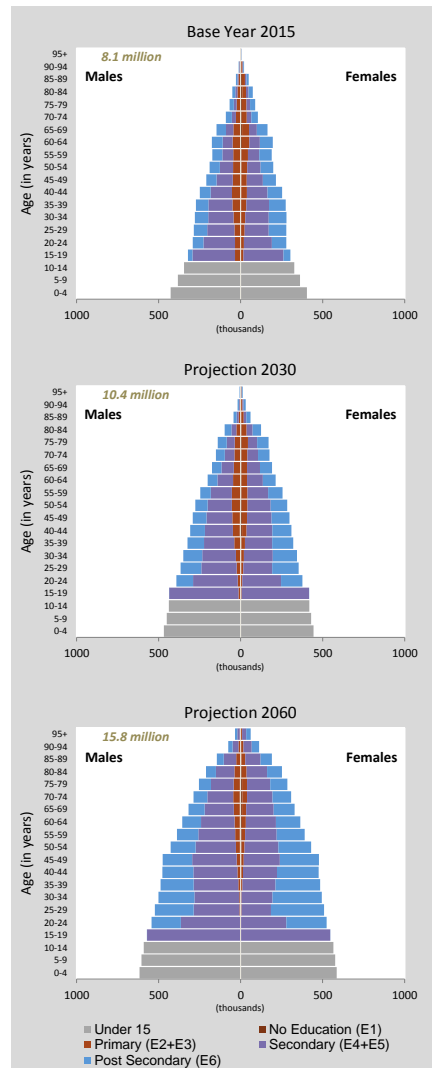 Base Year 2015
8.1 million
Males
Females
Age (in years)
95+
90-94
85-89
80-84
75-79
70-74
65-69
60-64
55-59
50-54
45-49
40-44
35-39
30-34
25-29
20-24
15-19
10-14
5-9
0-4
1000 500 0 500 1000
(thousands)
Projection 2030
10.4 million
Males
Females
Age (in years)
95+
90-94
85-89
80-84
75-79
70-74
65-69
60-64
55-59
50-54
45-49
40-44
35-39
30-34
25-29
20-24
15-19
10-14
5-9
0-4
1000 500 0 500 1000
(thousands)
Projection 2060
15.8 million
Males
Females
Age (in years)
95+
90-94
85-89
80-84
75-79
70-74
65-69
60-64
55-59
50-54
45-49
40-44
35-39
30-34
25-29
20-24
15-19
10-14
5-9
0-4
1000 500 0 500 1000
(thousands)
Under 15 No Education (E1)
Primary (E2+E3) Secondary (E4+E5)
Post Secondary (E6)